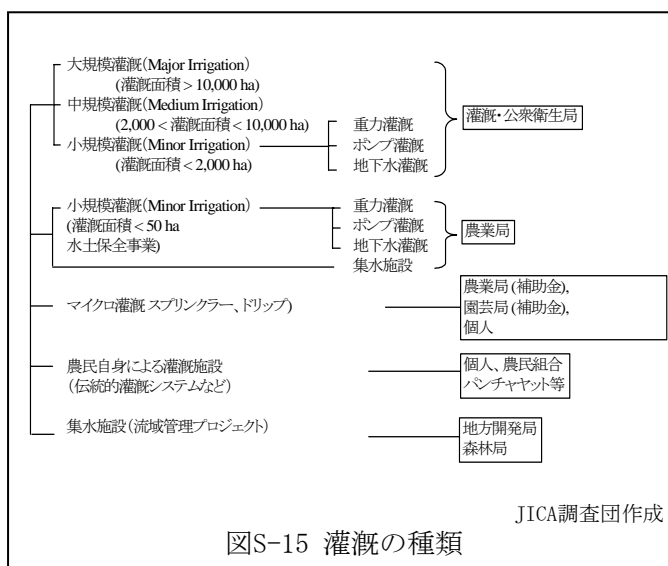 大規模灌漑(Major Irrigation)
(灌漑面積 > 10,000 ha)
中規模灌漑(Medium Irrigation)
(2,000 < 灌漑面積 < 10,000 ha)
小規模灌漑(Minor Irrigation)
(灌漑面積 < 2,000 ha)
重力灌漑
ポンプ灌漑
地下水灌漑
灌漑・公衆衛生局
小規模灌漑(Minor Irrigation)
(灌漑面積 < 50 ha
水土保全事業)
重力灌漑
ポンプ灌漑
地下水灌漑
集水施設
農業局
マイクロ灌漑 スプリンクラー、ドリップ)
農業局 (補助金),
園芸局 (補助金),
個人
農民自身による灌漑施設
(伝統的灌漑システムなど)
個人、農民組合
パンチャヤット等
集水施設(流域管理プロジェクト)
地方開発局
森林局
JICA調査団作成
図S-15 灌漑の種類